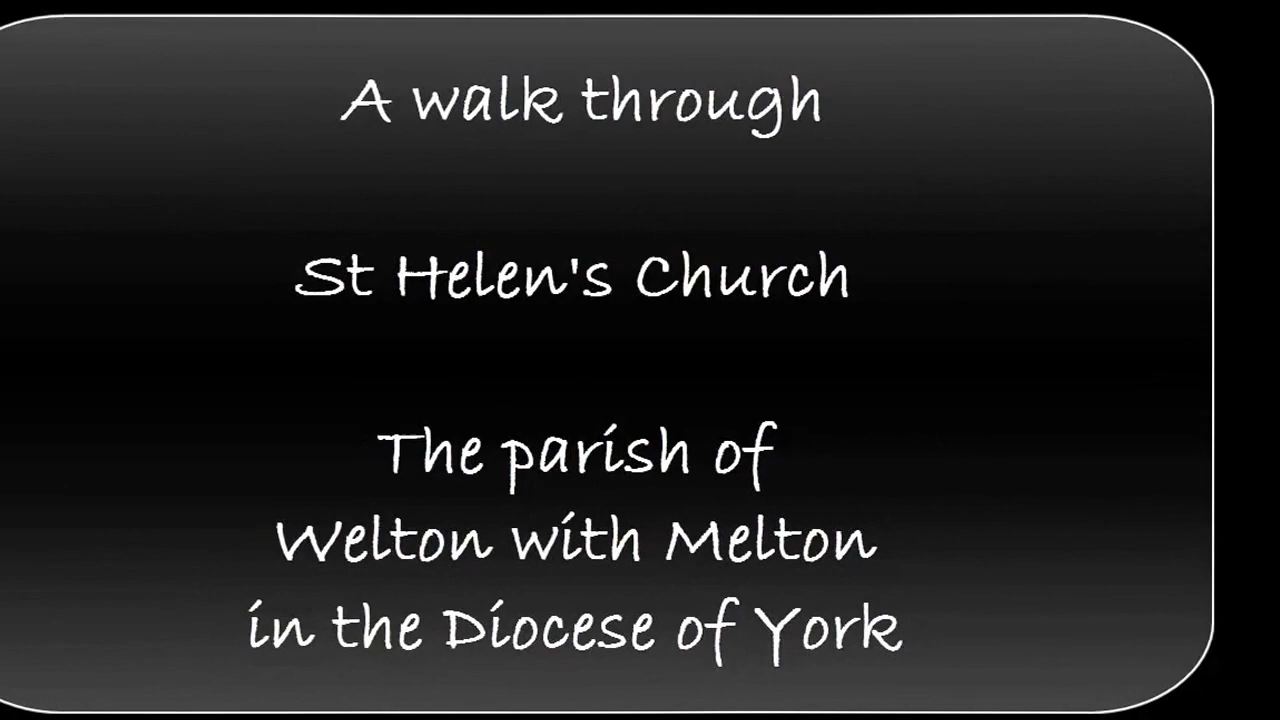 A walk through
St Helen's Church
The parish of
Welton with Melton
in the Diocese of York